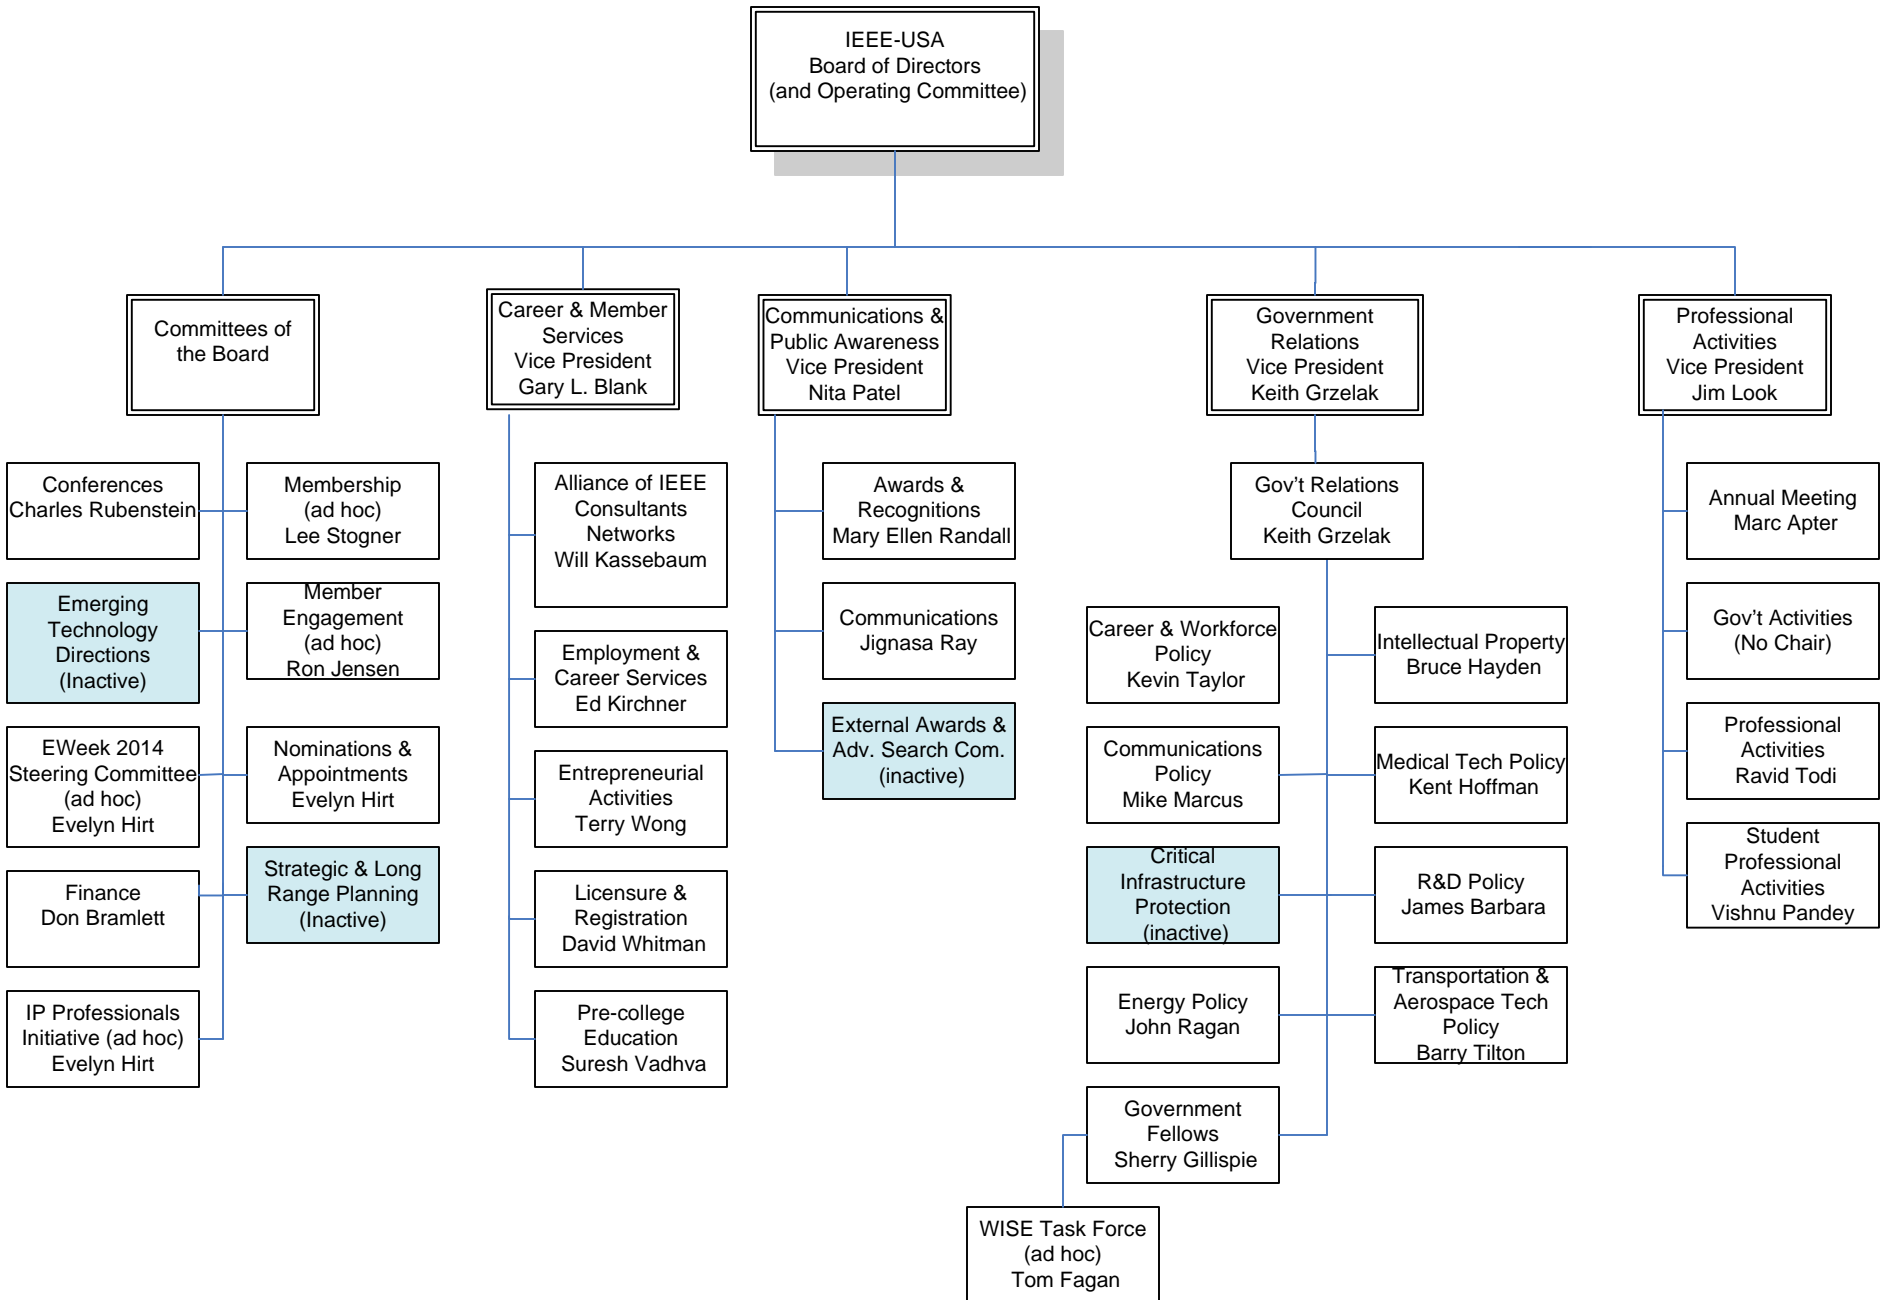 IEEE-USA
Board of Directors
(and Operating Committee)
Committees of
the Board
Conferences
Charles Rubenstein
Membership
(ad hoc)
Lee Stogner
Emerging
Technology
Directions
(Inactive)
Member
Engagement
(ad hoc)
Ron Jensen
EWeek 2014
Steering Committee
(ad hoc)
Evelyn Hirt
Nominations &
Appointments
Evelyn Hirt
Finance
Don Bramlett
Strategic & Long
Range Planning
(Inactive)
IP Professionals
Initiative (ad hoc)
Evelyn Hirt
Career & Member
Services
Vice President
Gary L. Blank
Alliance of IEEE
Consultants
Networks
Will Kassebaum
Employment &
Career Services
Ed Kirchner
Entrepreneurial
Activities
Terry Wong
Licensure &
Registration
David Whitman
Pre-college
Education
Suresh Vadhva
Communications &
Public Awareness
Vice President
Nita Patel
Awards &
Recognitions
Mary Ellen Randall
Communications
Jignasa Ray
External Awards &
Adv. Search Com.
(inactive)
Government
Relations
Vice President
Keith Grzelak
Gov't Relations
Council
Keith Grzelak
Career & Workforce
Policy
Kevin Taylor
Intellectual Property
Bruce Hayden
Communications
Policy
Mike Marcus
Medical Tech Policy
Kent Hoffman
Critical
Infrastructure
Protection
(inactive)
R&D Policy
James Barbara
Energy Policy
John Ragan
Transportation &
Aerospace Tech
Policy
Barry Tilton
Government
Fellows
Sherry Gillispie
WISE Task Force
(ad hoc)
Tom Fagan
Professional
Activities
Vice President
Jim Look
Annual Meeting
Marc Apter
Gov't Activities
(No Chair)
Professional
Activities
Ravid Todi
Student
Professional
Activities
Vishnu Pandey